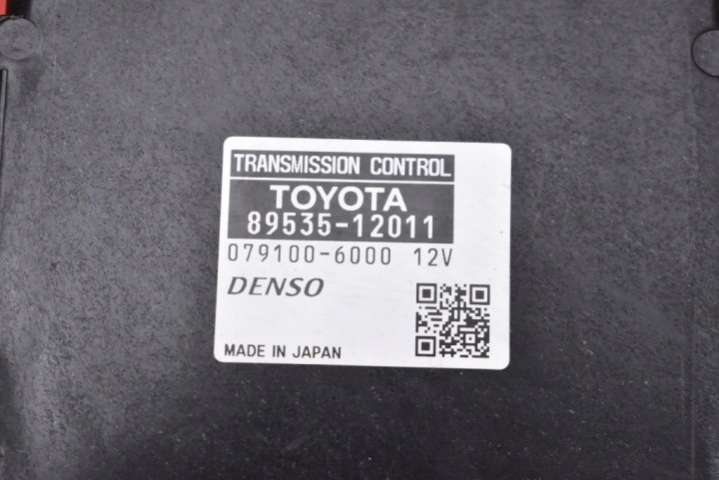 TRANSMISSION CONTROL
TOYOTA
89535-12011
079100-6000 12V
DENSO
MADE IN JAPAN